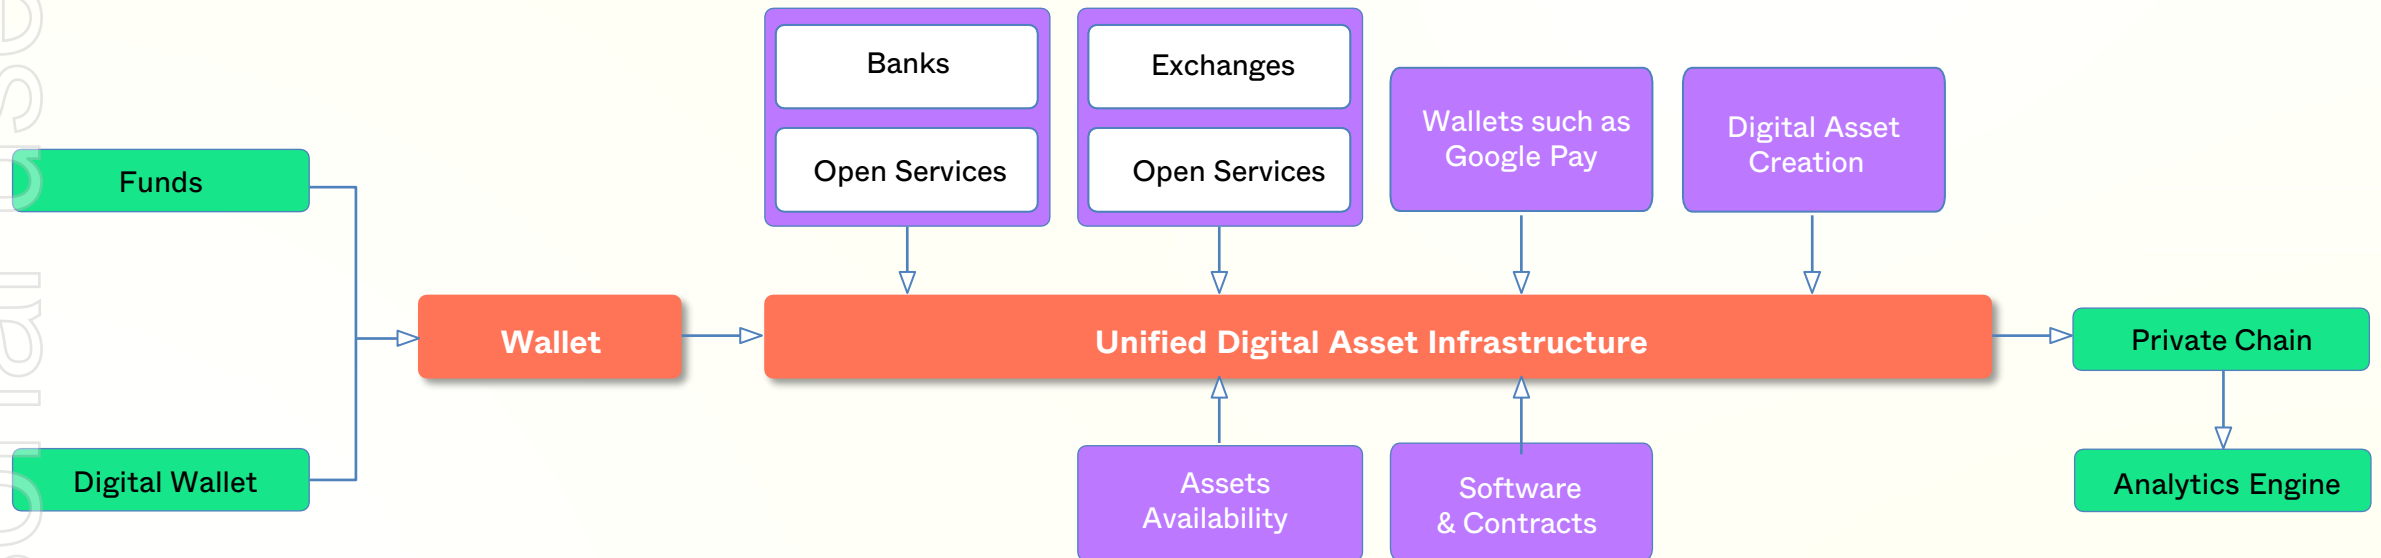 Banks
Exchanges
Open Services
Open Services
Wallets such as
Google Pay
Digital Asset
Creation
Funds
Wallet
Unified Digital Asset Infrastructure
Private Chain
Digital Wallet
Assets
Availability
Software
& Contracts
Analytics Engine